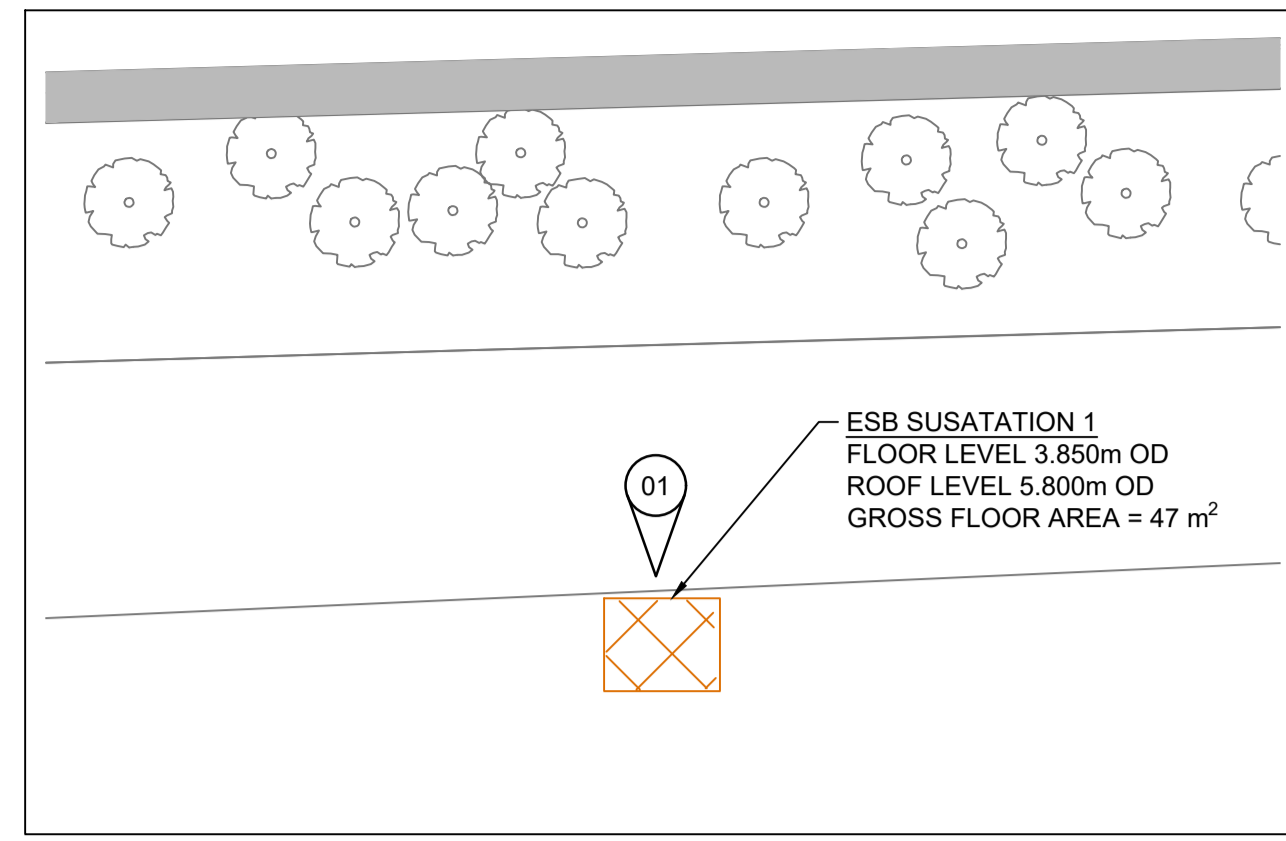 ESB SUSATATION 1
FLOOR LEVEL 3.850m OD
ROOF LEVEL 5.800m OD
01
GROSS FLOOR AREA = 47 m²